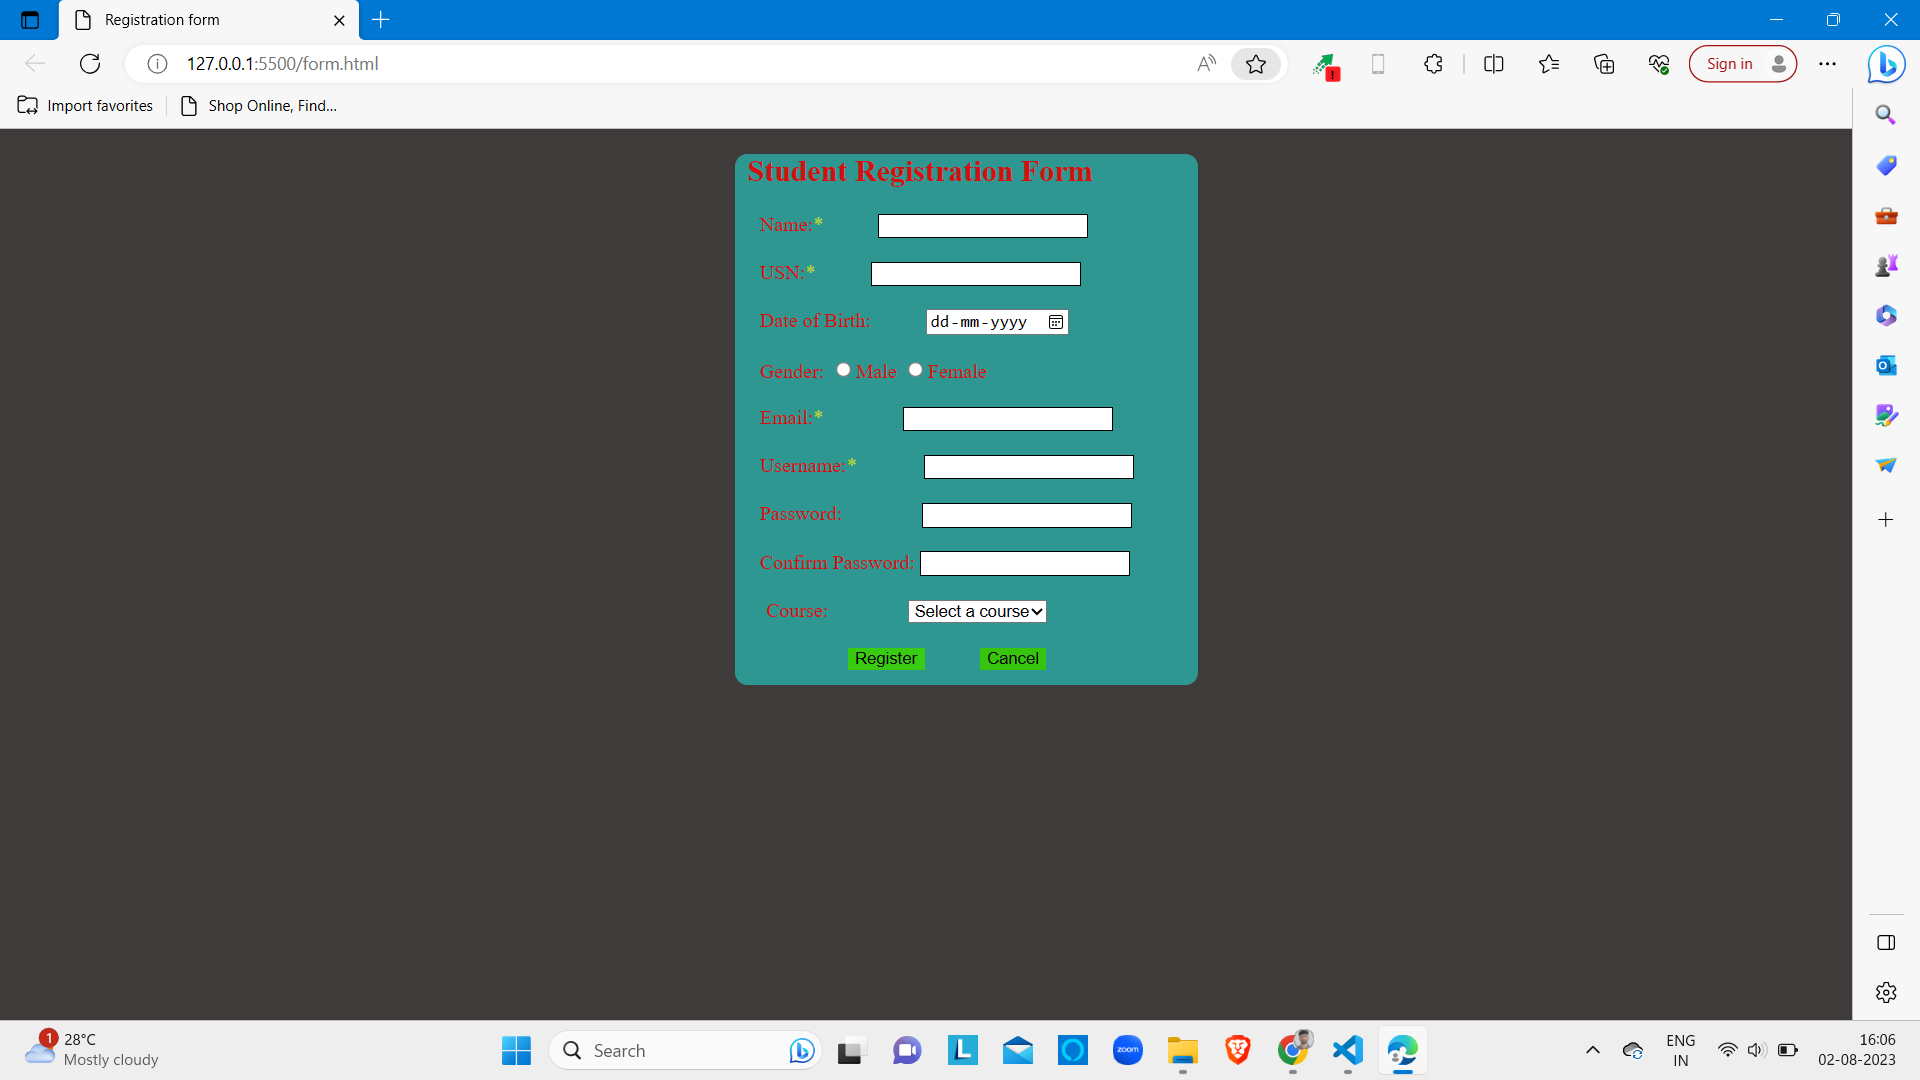 Registration form
127.0.0.1:5500/form.html
Sign in
Import favorites
Shop Online, Find...
Student Registration Form
Name:*
USN:*
Date of Birth: dd-mm-yyyy
Gender: Male Female
Email:*
Username:*
Password:
Confirm Password:
Course: Select a course
Register Cancel
1
28°C
Mostly cloudy
Search
zoom
ENG
IN
16:06
02-08-2023